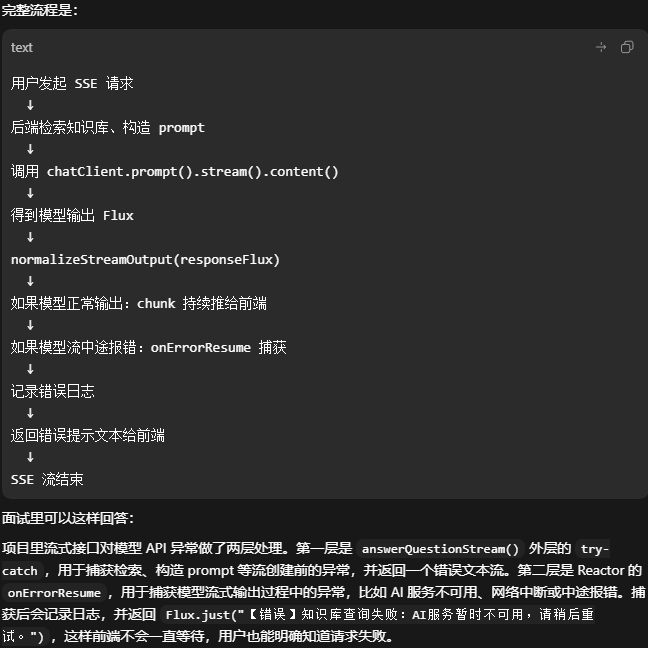 完整流程是：
text
用户发起 SSE 请求
↓
后端检索知识库、构造 prompt
↓
调用 chatClient.prompt().stream().content()
↓
得到模型输出 Flux
↓
normalizeStreamOutput(responseFlux)
↓
如果模型正常输出：chunk 持续推给前端
↓
如果模型流中途报错：onErrorResume 捕获
↓
记录错误日志
↓
返回错误提示文本给前端
↓
SSE 流结束
面试里可以这样回答：
项目里流式接口对模型 API 异常做了两层处理。第一层是 answerQuestionStream() 外层的 try-
catch，用于捕获检索、构造 prompt 等流创建前的异常，并返回一个错误文本流。第二层是 Reactor 的
onErrorResume，用于捕获模型流式输出过程中的异常，比如 AI 服务不可用、网络中断或中途报错。捕
获后会记录日志，并返回 Flux.just("【错误】知识库查询失败：AI服务暂时不可用，请稍后重
试。")，这样前端不会一直等待，用户也能明确知道请求失败。